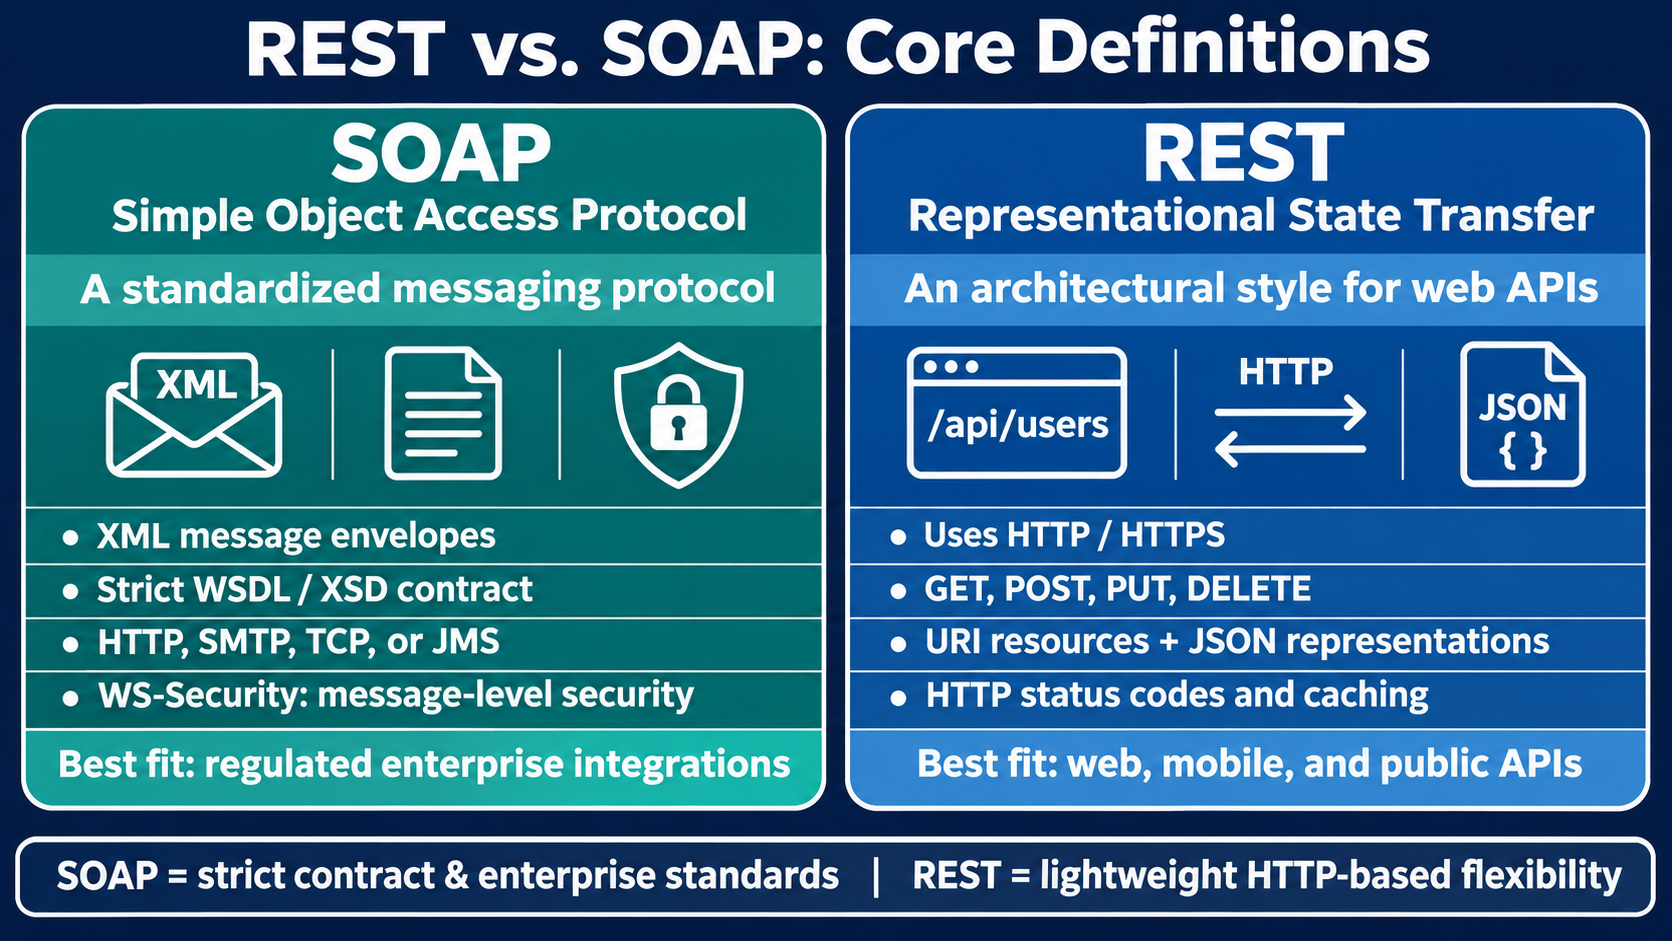 REST vs. SOAP: Core Definitions
SOAP
Simple Object Access Protocol
A standardized messaging protocol
XML
• XML message envelopes
• Strict WSDL / XSD contract
• HTTP, SMTP, TCP, or JMS
• WS-Security: message-level security
Best fit: regulated enterprise integrations
REST
Representational State Transfer
An architectural style for web APIs
/api/users
HTTP
JSON
{ }
• Uses HTTP / HTTPS
• GET, POST, PUT, DELETE
• URI resources + JSON representations
• HTTP status codes and caching
Best fit: web, mobile, and public APIs
SOAP = strict contract & enterprise standards | REST = lightweight HTTP-based flexibility